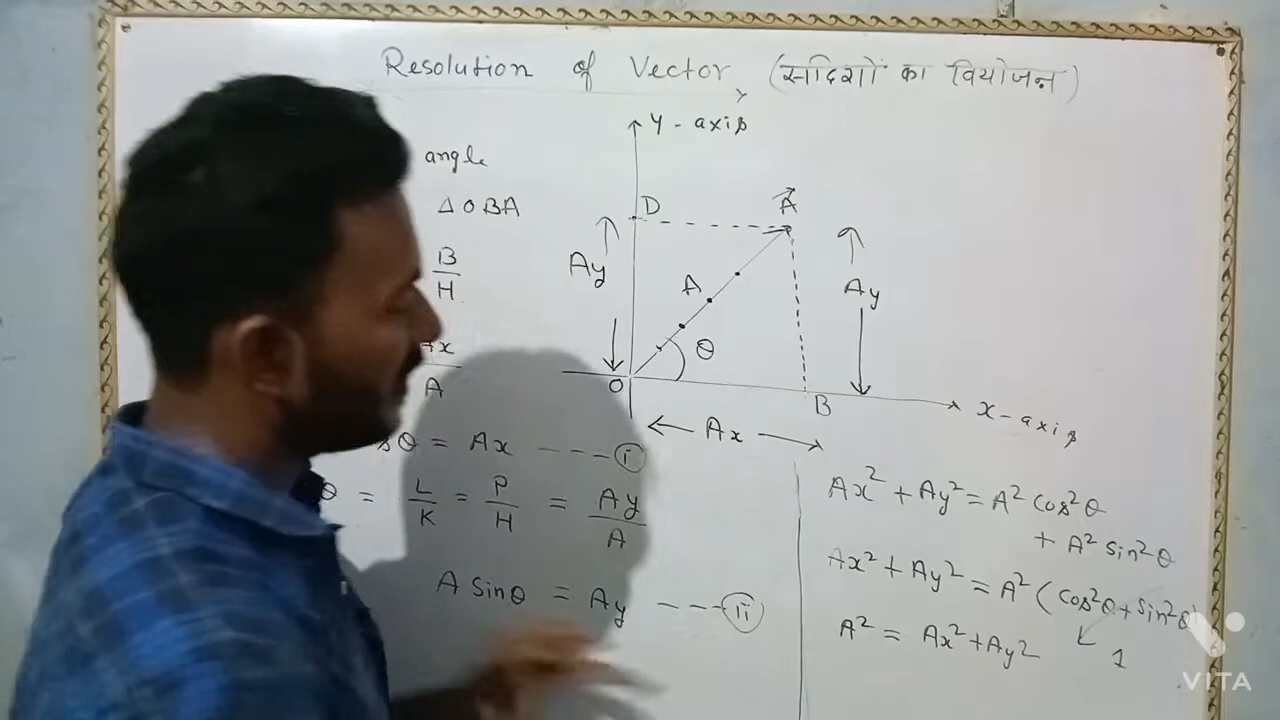 Resolution of Vector (सदिशों का वियोजन)
Y-axis
angle
Δ OBA
D
A
B
H
Ay
A
Ay
θ
Ax
A
O
B
x-axis
Ax
θ = Ax ---- i
θ = L/K = P/H = Ay/A
A Sinθ = Ay --- ii
Ax² + Ay² = A² Cos²θ
+ A² Sin²θ
Ax² + Ay² = A² (Cos²θ + Sin²θ)
A² = Ax² + Ay²
1
VITA